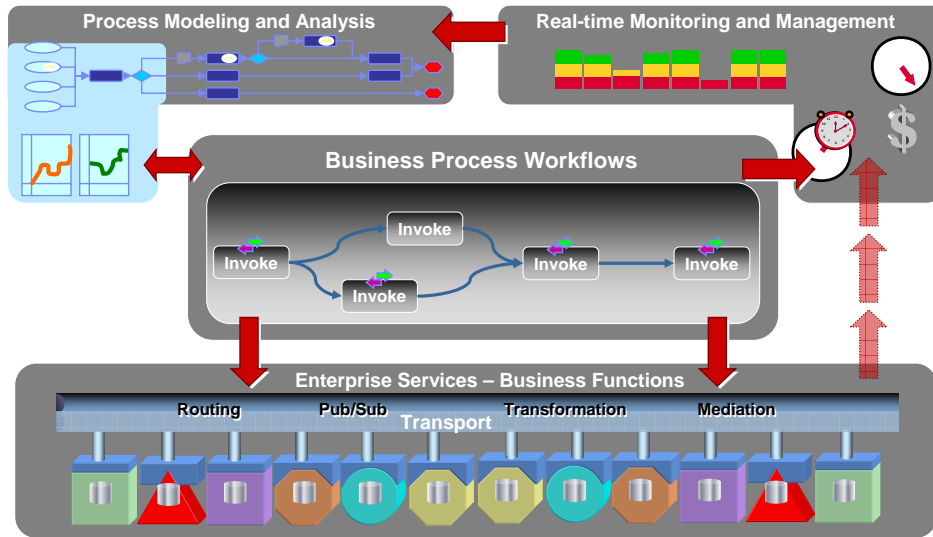 Process Modeling and Analysis
Real-time Monitoring and Management
$
Business Process Workflows
Invoke
Invoke
Invoke
Invoke
Invoke
Enterprise Services – Business Functions
Routing Pub/Sub Transformation Mediation
Transport